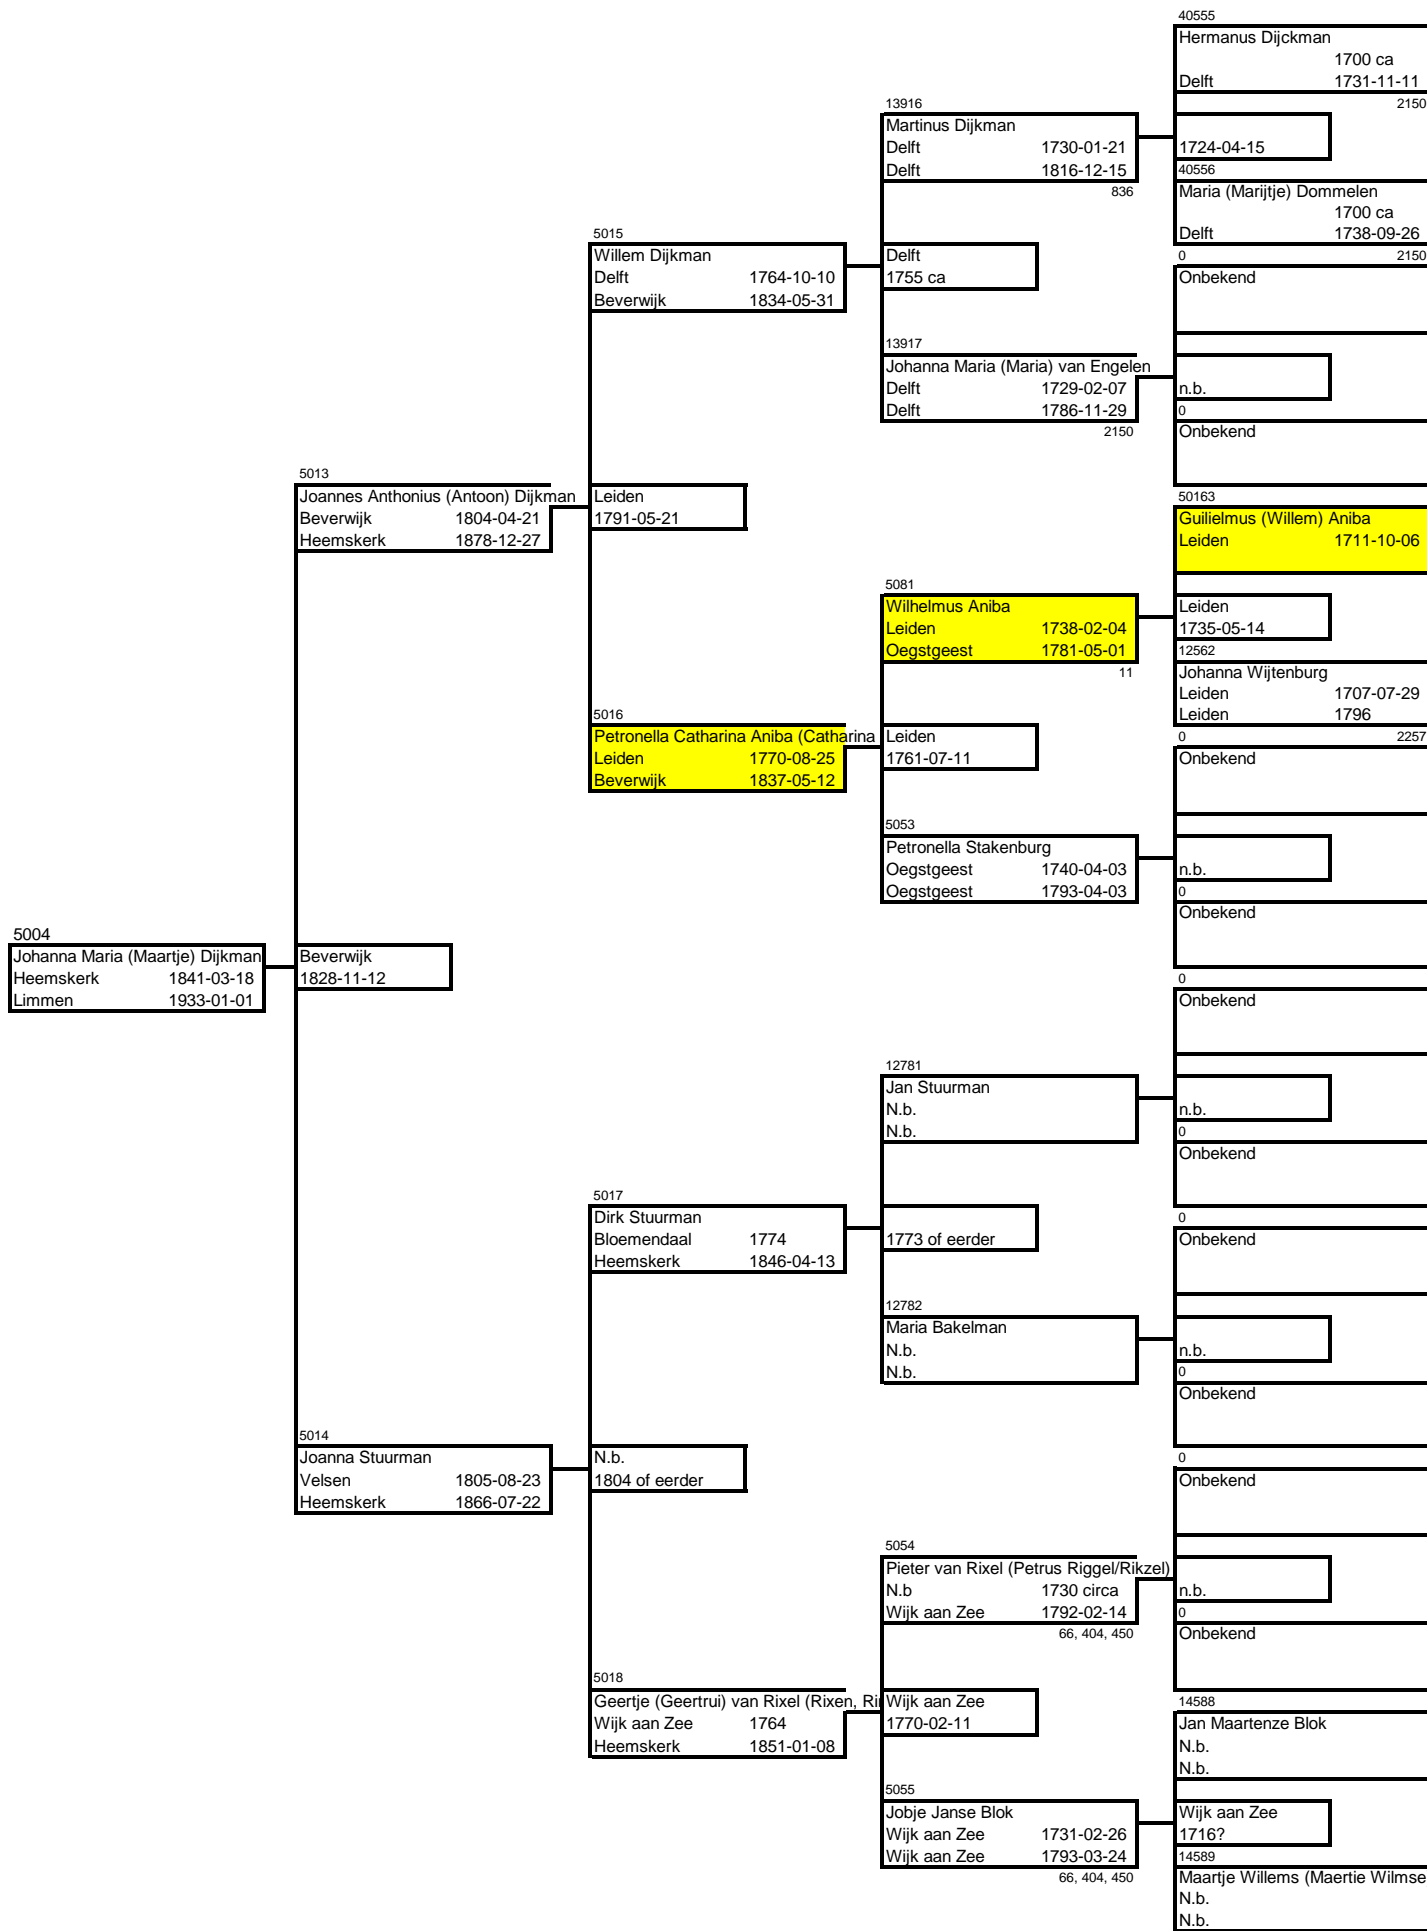 5004
Johanna Maria (Maartje) Dijkman
Heemskerk 1841-03-18
Limmen 1933-01-01
5013
Joannes Anthonius (Antoon) Dijkman
Beverwijk 1804-04-21
Heemskerk 1878-12-27
Beverwijk
1828-11-12
5014
Joanna Stuurman
Velsen 1805-08-23
Heemskerk 1866-07-22
5015
Willem Dijkman
Delft 1764-10-10
Beverwijk 1834-05-31
Leiden
1791-05-21
5016
Petronella Catharina Aniba (Catharina
Leiden 1770-08-25
Beverwijk 1837-05-12
5017
Dirk Stuurman
Bloemendaal 1774
Heemskerk 1846-04-13
N.b.
1804 of eerder
5018
Geertje (Geertrui) van Rixel (Rixen, Ri
Wijk aan Zee 1764
Heemskerk 1851-01-08
13916
Martinus Dijkman
Delft 1730-01-21
Delft 1816-12-15
836
Delft
1755 ca
13917
Johanna Maria (Maria) van Engelen
Delft 1729-02-07
Delft 1786-11-29
2150
5081
Wilhelmus Aniba
Leiden 1738-02-04
Oegstgeest 1781-05-01
11
Leiden
1761-07-11
5053
Petronella Stakenburg
Oegstgeest 1740-04-03
Oegstgeest 1793-04-03
12781
Jan Stuurman
N.b.
N.b.
1773 of eerder
12782
Maria Bakelman
N.b.
N.b.
5054
Pieter van Rixel (Petrus Riggel/Rikzel)
N.b 1730 circa
Wijk aan Zee 1792-02-14
66, 404, 450
Wijk aan Zee
1770-02-11
5055
Jobje Janse Blok
Wijk aan Zee 1731-02-26
Wijk aan Zee 1793-03-24
66, 404, 450
40555
Hermanus Dijckman
1700 ca
Delft 1731-11-11
2150
1724-04-15
40556
Maria (Marijtje) Dommelen
1700 ca
Delft 1738-09-26
0 2150
Onbekend
n.b.
0
Onbekend
50163
Guilielmus (Willem) Aniba
Leiden 1711-10-06
Leiden
1735-05-14
12562
Johanna Wijtenburg
Leiden 1707-07-29
Leiden 1796
0 2257
Onbekend
n.b.
0
Onbekend
0
Onbekend
n.b.
0
Onbekend
0
Onbekend
n.b.
0
Onbekend
0
Onbekend
n.b.
0
Onbekend
14588
Jan Maartenze Blok
N.b.
N.b.
Wijk aan Zee
1716?
14589
Maartje Willems (Maertie Wilmse
N.b.
N.b.